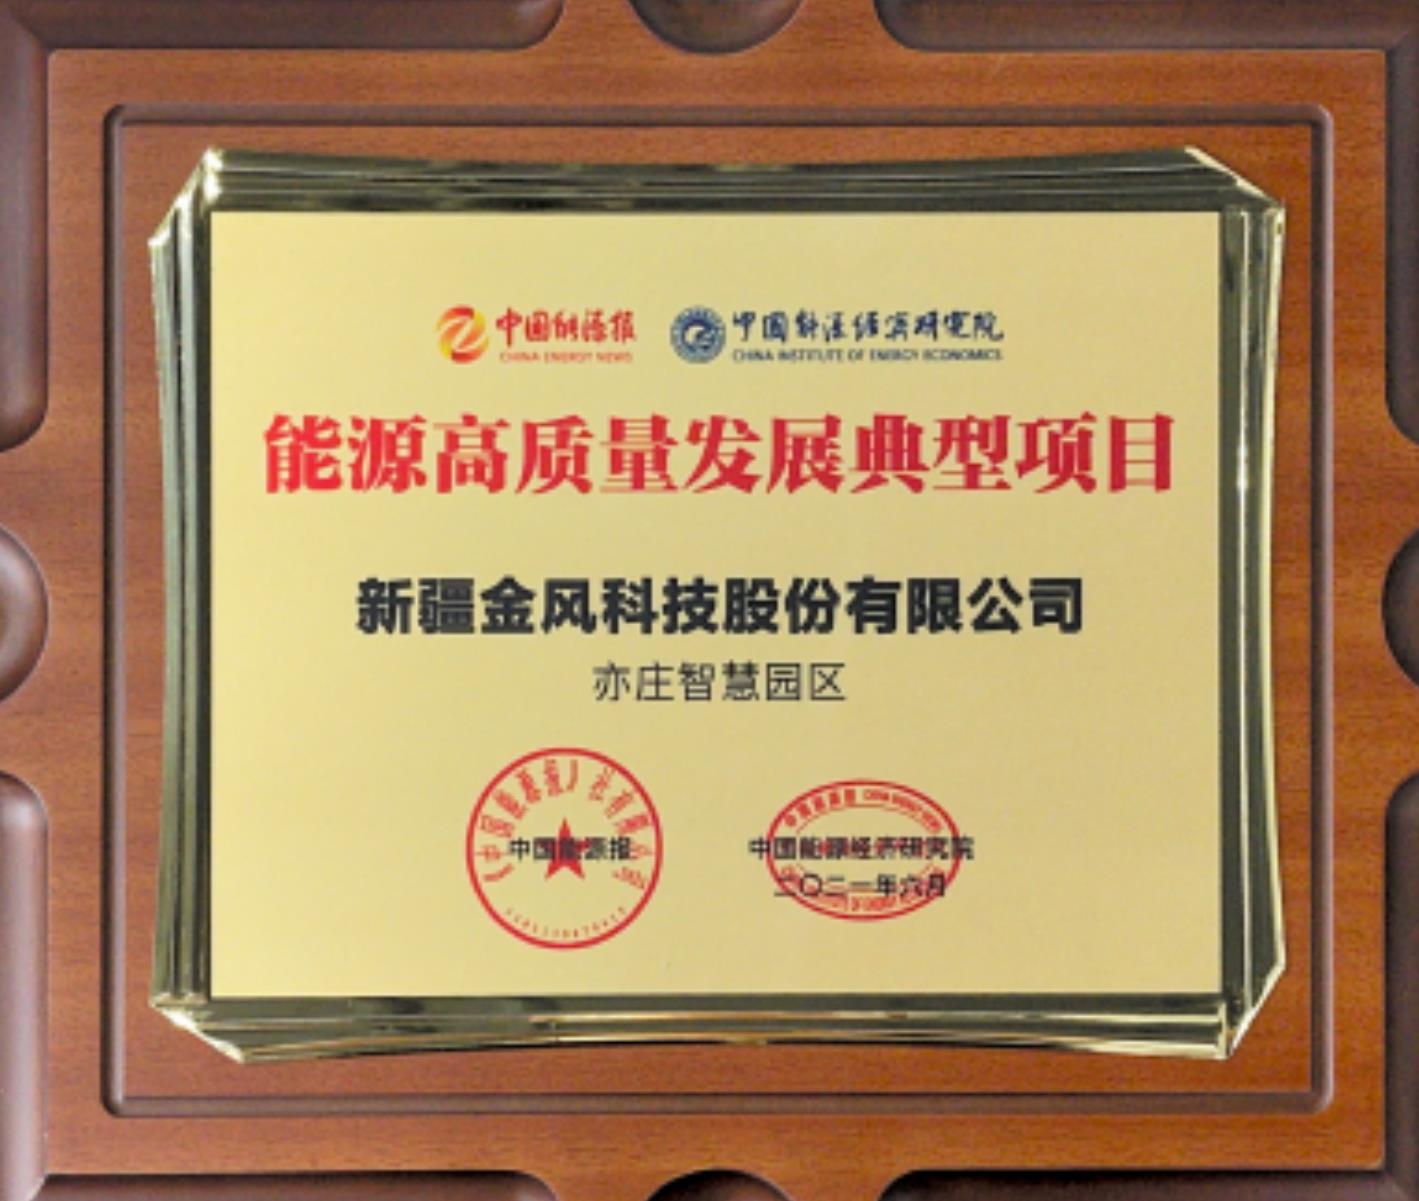 中国能源报 中国能源经济研究院
CHINA ENERGY NEWS CHINA INSTITUTE OF ENERGY ECONOMICS
能源高质量发展典型项目
新疆金风科技股份有限公司
亦庄智慧园区
中国能源报 中国能源经济研究院
二〇二一年六月